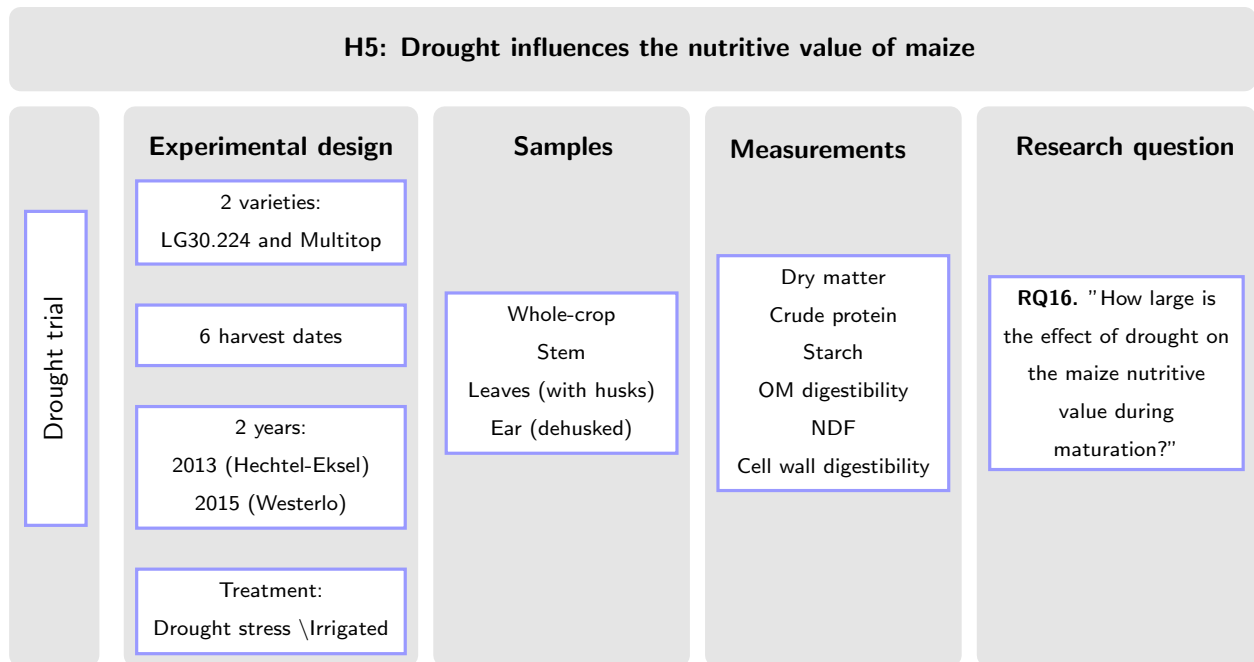 H5: Drought influences the nutritive value of maize
Drought trial
Experimental design
2 varieties:
LG30.224 and Multitop
6 harvest dates
2 years:
2013 (Hechtel-Eksel)
2015 (Westerlo)
Treatment:
Drought stress \Irrigated
Samples
Whole-crop
Stem
Leaves (with husks)
Ear (dehusked)
Measurements
Dry matter
Crude protein
Starch
OM digestibility
NDF
Cell wall digestibility
Research question
RQ16. ”How large is
the effect of drought on
the maize nutritive
value during
maturation?”